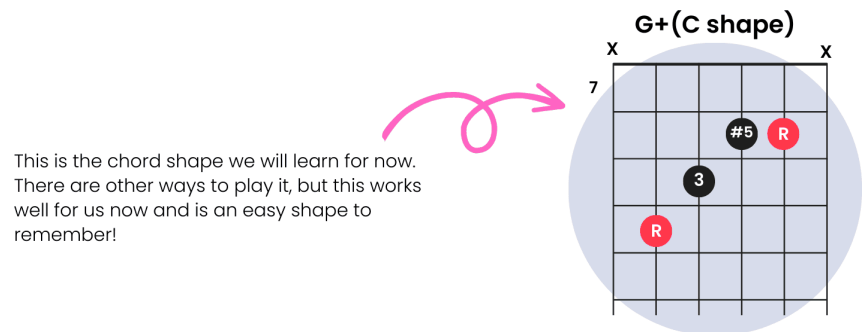 G+(C shape)
X X
7
#5 R
3
R
This is the chord shape we will learn for now.
There are other ways to play it, but this works
well for us now and is an easy shape to
remember!